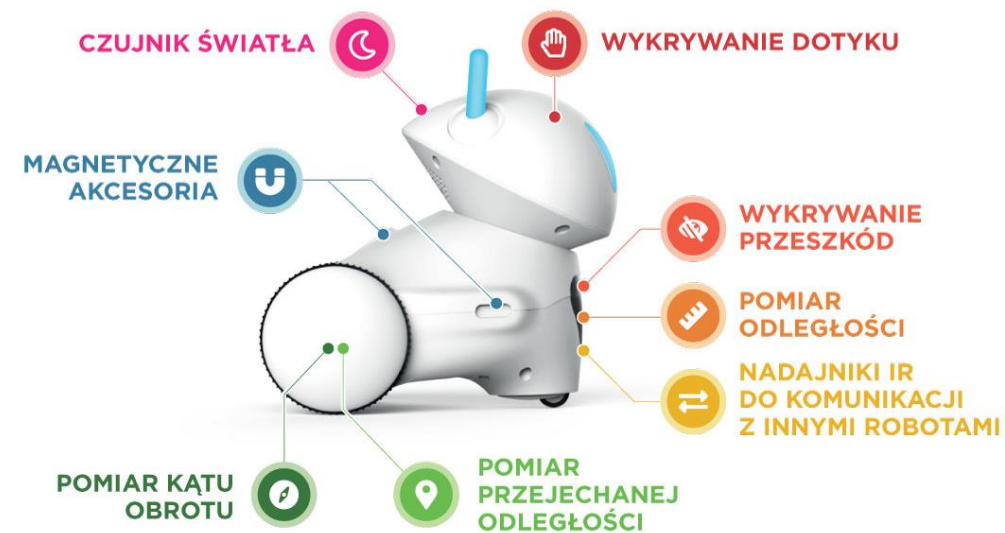 CZUJNIK ŚWIATŁA
WYKRYWANIE DOTYKU
MAGNETYCZNE
AKCESORIA
WYKRYWANIE
PRZESZKÓD
POMIAR
ODLEGŁOŚCI
NADAJNIKI IR
DO KOMUNIKACJI
Z INNYMI ROBOTAMI
POMIAR KĄTU
OBROTU
POMIAR
PRZEJECHANEJ
ODLEGŁOŚCI